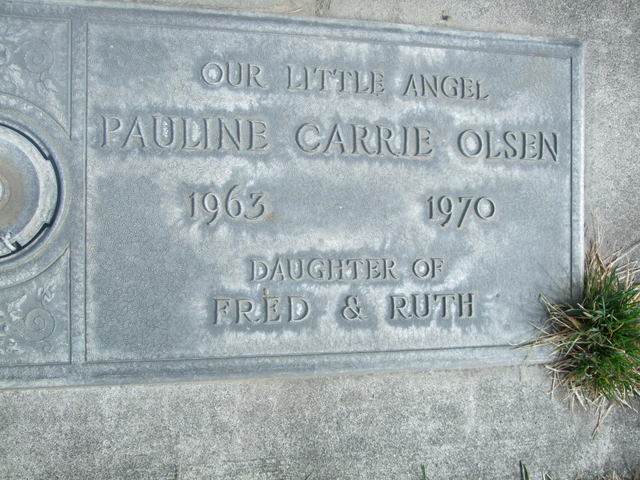 OUR LITTLE ANGEL
PAULINE CARRIE OLSEN
1963 1970
DAUGHTER OF
FRED & RUTH